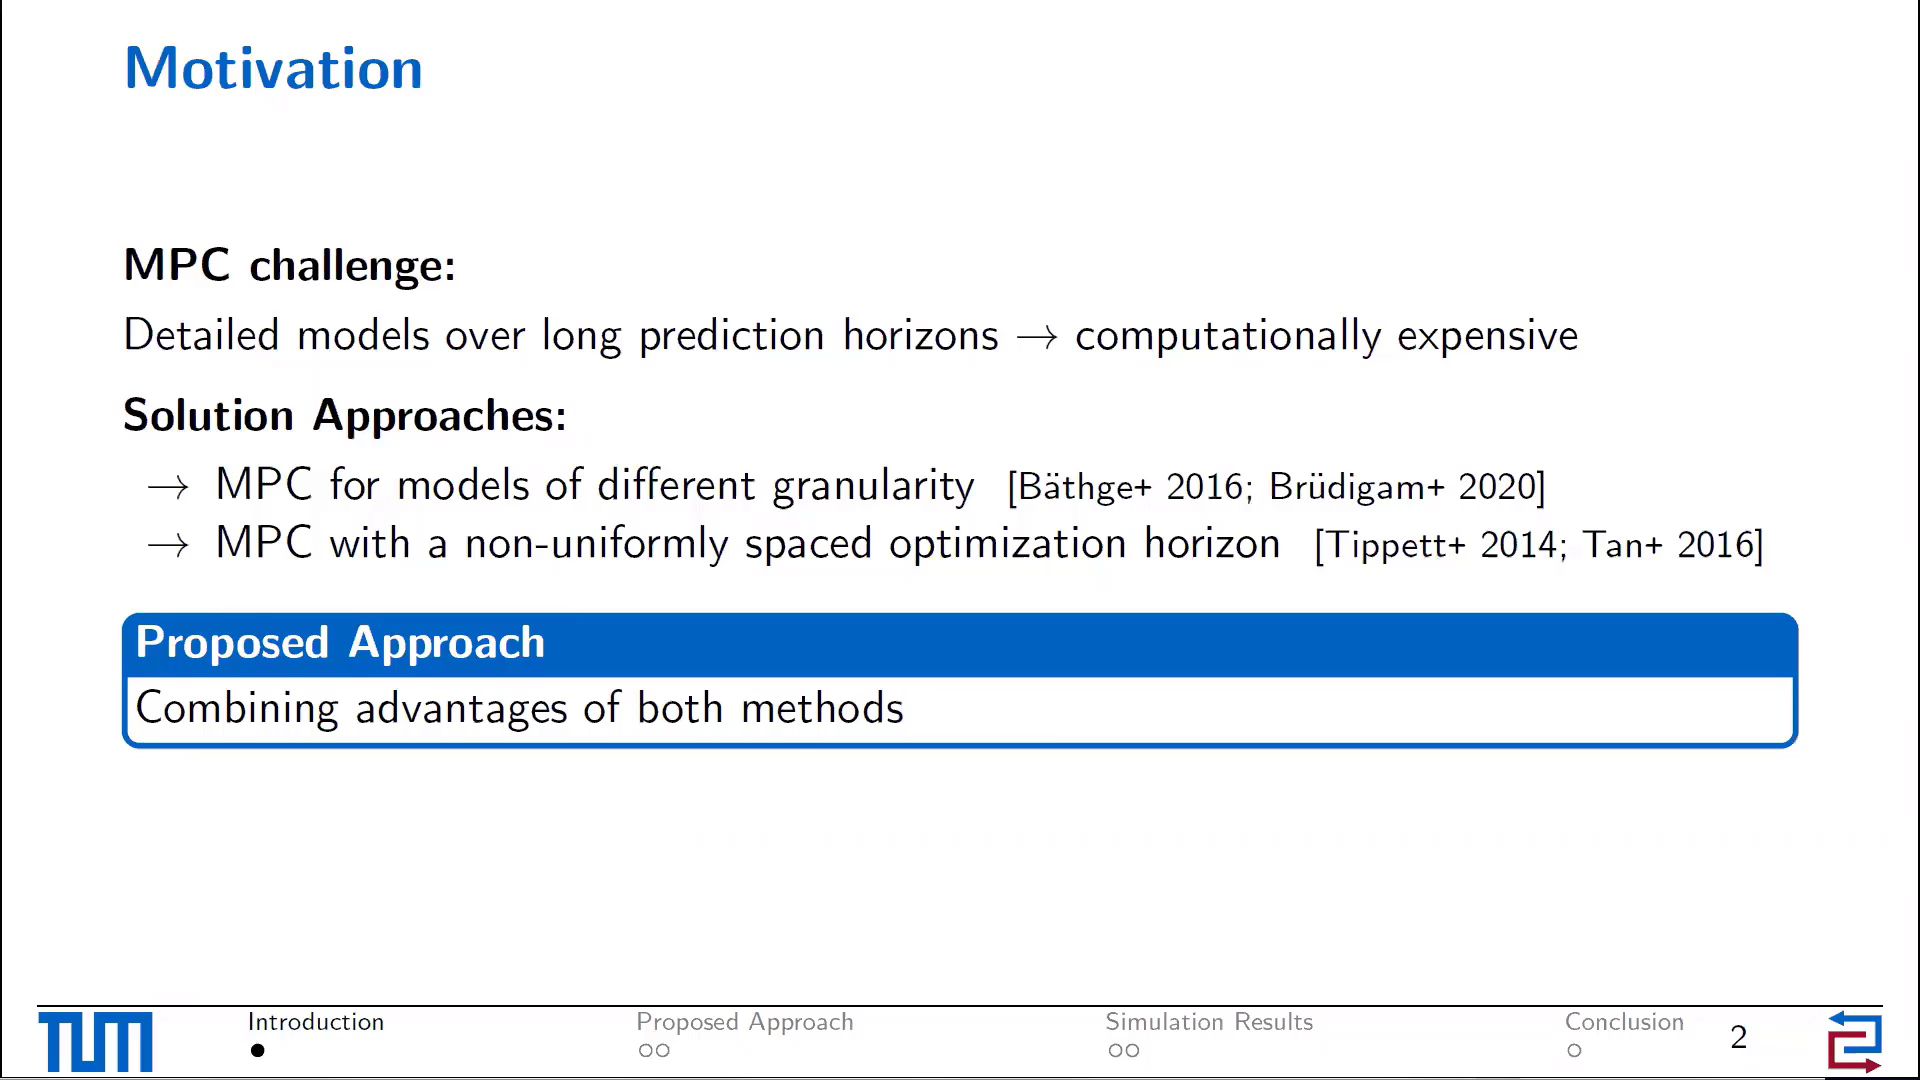 Motivation
MPC challenge:
Detailed models over long prediction horizons → computationally expensive
Solution Approaches:
→ MPC for models of different granularity [Bäthge+ 2016; Brüdigam+ 2020]
→ MPC with a non-uniformly spaced optimization horizon [Tippett+ 2014; Tan+ 2016]
Proposed Approach
Combining advantages of both methods
TUM
Introduction
Proposed Approach
Simulation Results
Conclusion
2